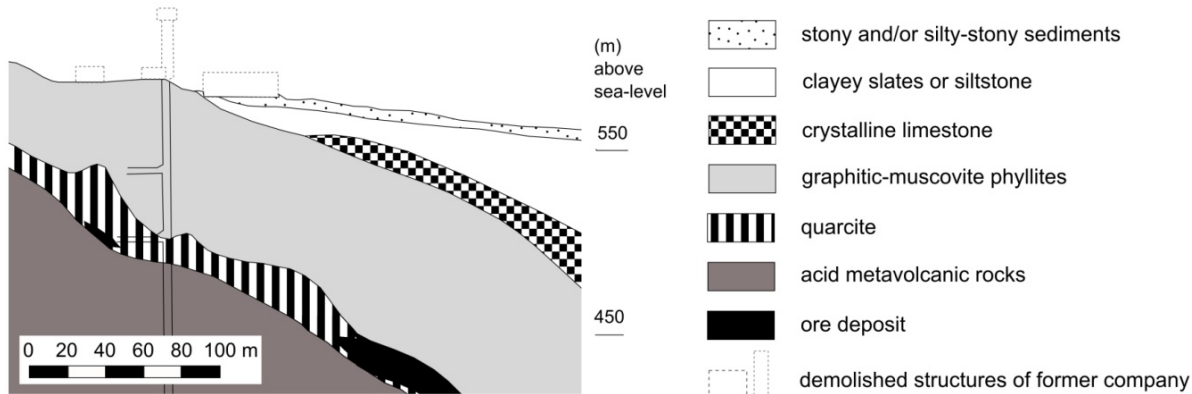 (m)
above
sea-level
550
450
0 20 40 60 80 100 m
stony and/or silty-stony sediments
clayey slates or siltstone
crystalline limestone
graphitic-muscovite phyllites
quarcite
acid metavolcanic rocks
ore deposit
demolished structures of former company